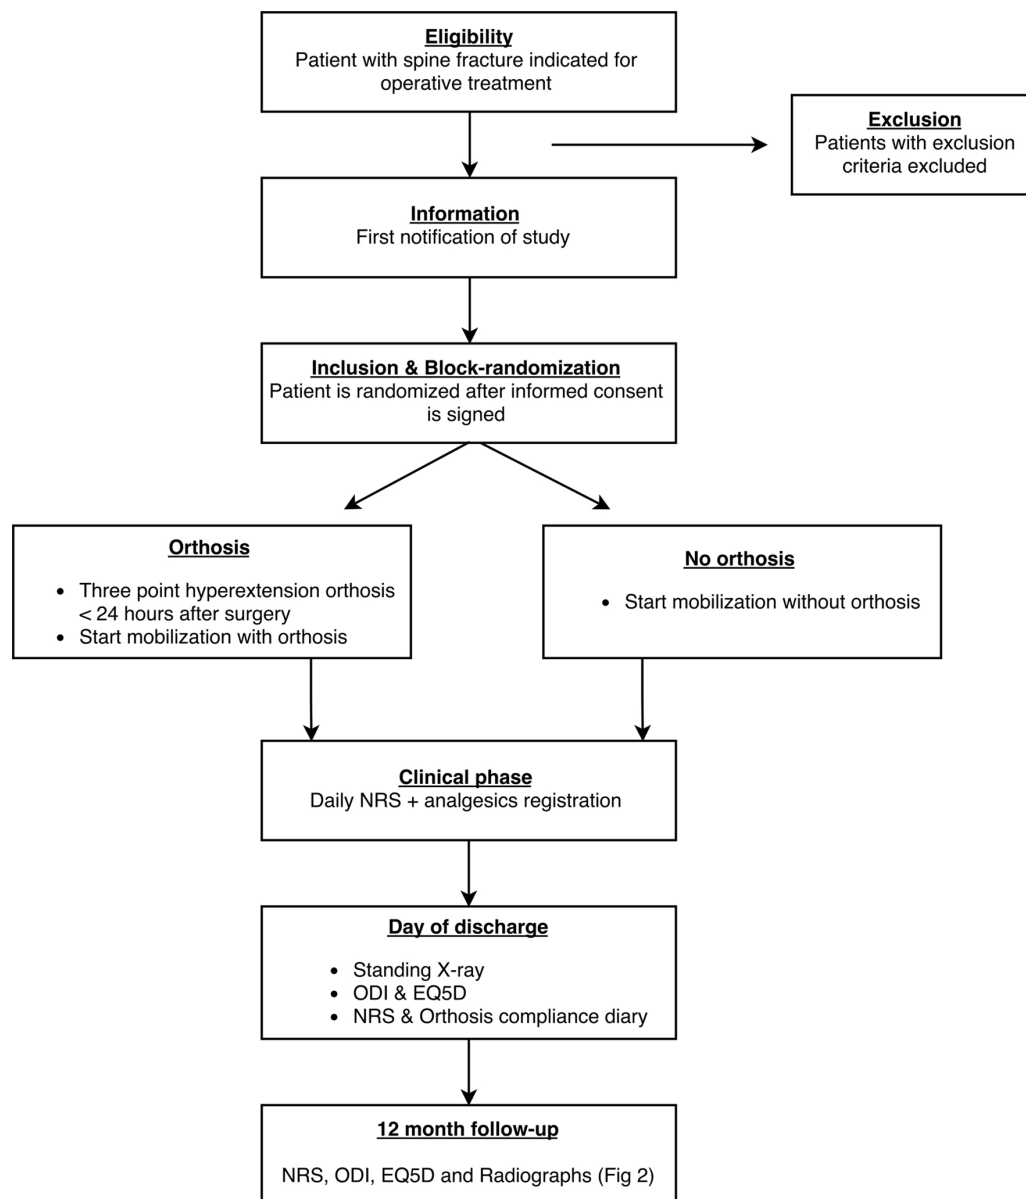 Eligibility
Patient with spine fracture indicated for
operative treatment
Exclusion
Patients with exclusion
criteria excluded
Information
First notification of study
Inclusion & Block-randomization
Patient is randomized after informed consent
is signed
Orthosis
• Three point hyperextension orthosis
< 24 hours after surgery
• Start mobilization with orthosis
No orthosis
• Start mobilization without orthosis
Clinical phase
Daily NRS + analgesics registration
Day of discharge
• Standing X-ray
• ODI & EQ5D
• NRS & Orthosis compliance diary
12 month follow-up
NRS, ODI, EQ5D and Radiographs (Fig 2)